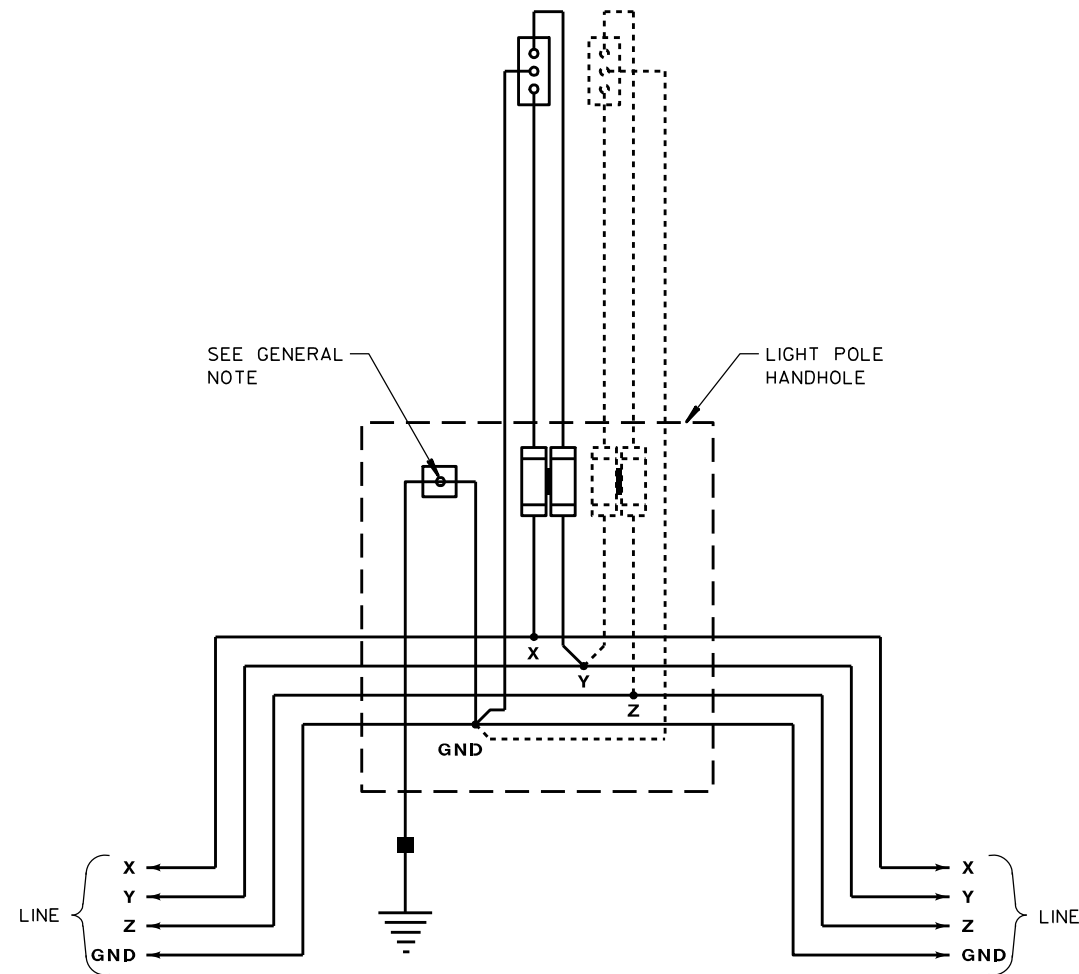 SEE GENERAL
NOTE
LIGHT POLE
HANDHOLE
X
Y
Z
GND
LINE
X
Y
Z
GND
X
Y
Z
GND
LINE